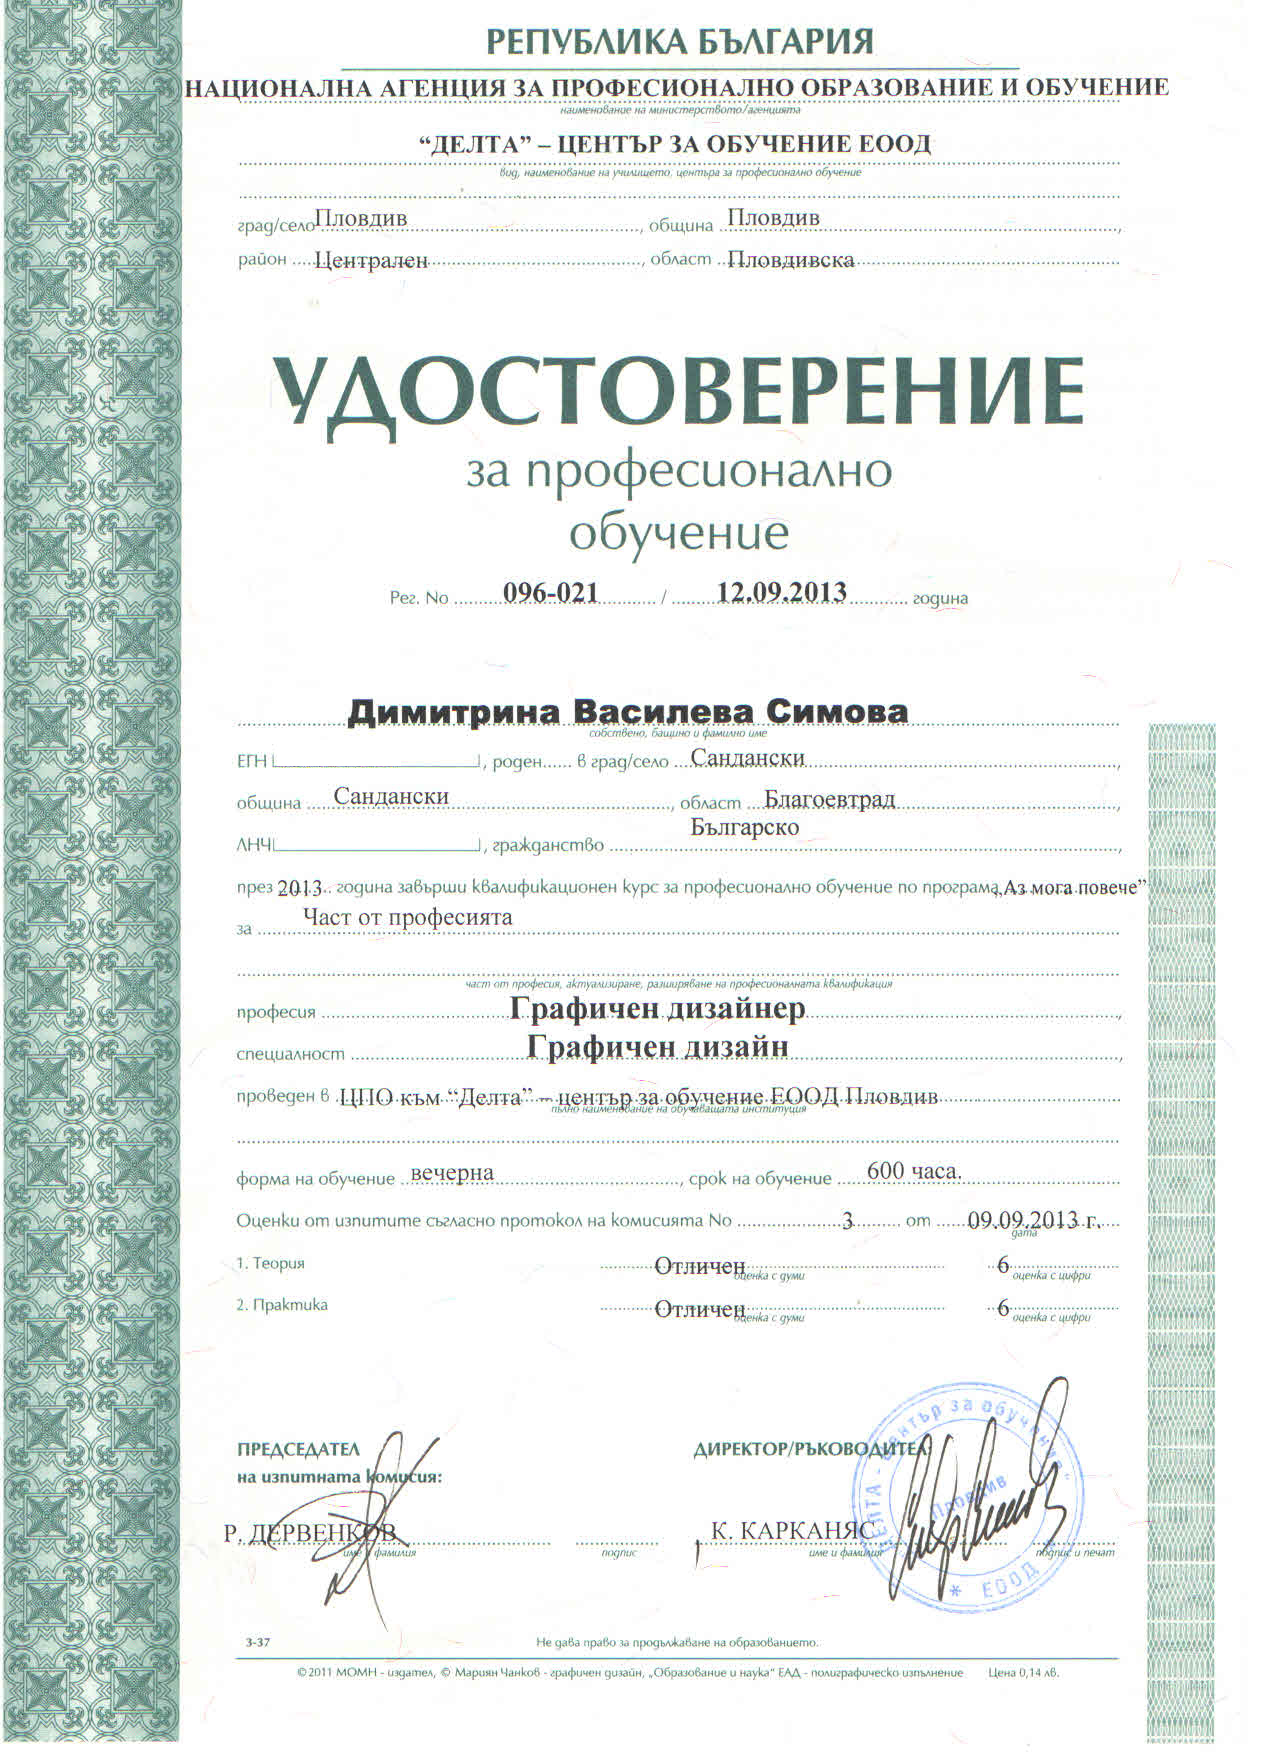 РЕПУБЛИКА БЪЛГАРИЯ
НАЦИОНАЛНА АГЕНЦИЯ ЗА ПРОФЕСИОНАЛНО ОБРАЗОВАНИЕ И ОБУЧЕНИЕ
наименование на министерството/агенцията
“ДЕЛТА” – ЦЕНТЪР ЗА ОБУЧЕНИЕ ЕООД
вид, наименование на училището, центъра за професионално обучение
град/село Пловдив, община Пловдив,
район Централен, област Пловдивска
УДОСТОВЕРЕНИЕ
за професионално
обучение
Рег. No 096-021 / 12.09.2013 година
Димитрина Василева Симова
собствено, бащино и фамилно име
ЕГН, роден...... в град/село Сандански,
община Сандански, област Благоевтрад,
ЛНЧ, гражданство Българско,
през 2013 година завърши квалификационен курс за професионално обучение по програма „Аз мога повече”
за Част от професията
част от професия, актуализиране, разширяване на професионалната квалификация
професия Графичен дизайнер,
специалност Графичен дизайн,
проведен в ЦПО към “Делта” – център за обучение ЕООД Пловдив
пълно наименование на обучаващата институция
форма на обучение вечерна, срок на обучение 600 часа.
Оценки от изпитите съгласно протокол на комисията No 3 от 09.09.2013 г.
дата
1. Теория Отличен 6
оценка с думи оценка с цифри
2. Практика Отличен 6
оценка с думи оценка с цифри
ПРЕДСЕДАТЕЛ ДИРЕКТОР/РЪКОВОДИТЕЛ
на изпитната комисия:
Р. ДЕРВЕНКОВ К. КАРКАНЯС
име и фамилия подпис име и фамилия подпис и печат
ДЕЛТА - център за обучение" ЕООД *
Пловдив
3-37 Не дава право за продължаване на образованието.
© 2011 МОМН - издател, © Мариян Чанков - графичен дизайн, „Образование и наука“ ЕАД - полиграфическо изпълнение Цена 0,14 лв.